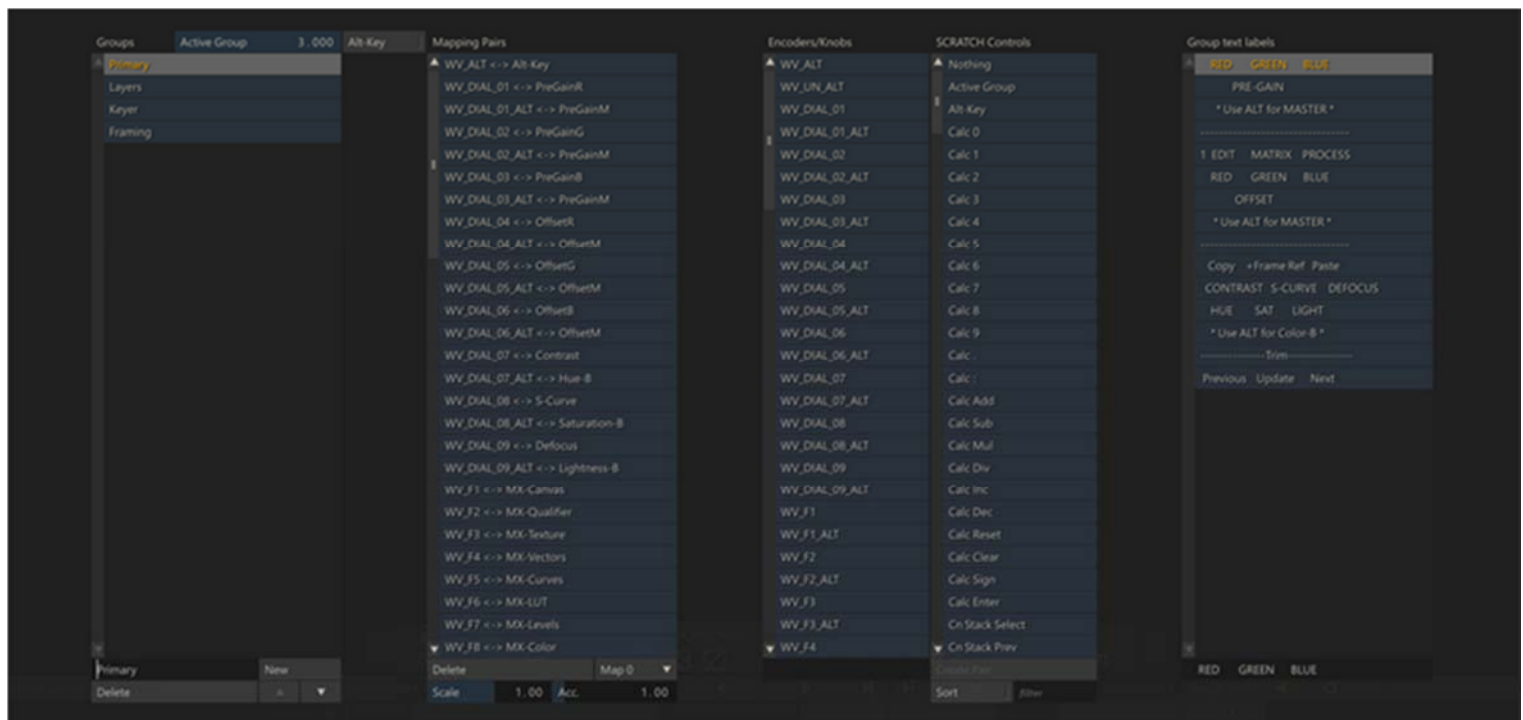 Groups
Active Group 3.000 Alt-Key
Primary
Layers
Keyer
Framing
Primary New
Delete
Mapping Pairs
WV_ALT <-> Alt-Key
WV_DIAL_01 <-> PreGainR
WV_DIAL_01_ALT <-> PreGainM
WV_DIAL_02 <-> PreGainG
WV_DIAL_02_ALT <-> PreGainM
WV_DIAL_03 <-> PreGainB
WV_DIAL_03_ALT <-> PreGainM
WV_DIAL_04 <-> OffsetR
WV_DIAL_04_ALT <-> OffsetM
WV_DIAL_05 <-> OffsetG
WV_DIAL_05_ALT <-> OffsetM
WV_DIAL_06 <-> OffsetB
WV_DIAL_06_ALT <-> OffsetM
WV_DIAL_07 <-> Contrast
WV_DIAL_07_ALT <-> Hue-B
WV_DIAL_08 <-> S-Curve
WV_DIAL_08_ALT <-> Saturation-B
WV_DIAL_09 <-> Defocus
WV_DIAL_09_ALT <-> Lightness-B
WV_F1 <-> MX-Canvas
WV_F2 <-> MX-Qualifier
WV_F3 <-> MX-Texture
WV_F4 <-> MX-Vectors
WV_F5 <-> MX-Curves
WV_F6 <-> MX-LUT
WV_F7 <-> MX-Levels
WV_F8 <-> MX-Color
Delete Map 0
Scale 1.00 Acc. 1.00
Encoders/Knobs
WV_ALT
WV_UN_ALT
WV_DIAL_01
WV_DIAL_01_ALT
WV_DIAL_02
WV_DIAL_02_ALT
WV_DIAL_03
WV_DIAL_03_ALT
WV_DIAL_04
WV_DIAL_04_ALT
WV_DIAL_05
WV_DIAL_05_ALT
WV_DIAL_06
WV_DIAL_06_ALT
WV_DIAL_07
WV_DIAL_07_ALT
WV_DIAL_08
WV_DIAL_08_ALT
WV_DIAL_09
WV_DIAL_09_ALT
WV_F1
WV_F1_ALT
WV_F2
WV_F2_ALT
WV_F3
WV_F3_ALT
WV_F4
SCRATCH Controls
Nothing
Active Group
Alt-Key
Calc 0
Calc 1
Calc 2
Calc 3
Calc 4
Calc 5
Calc 6
Calc 7
Calc 8
Calc 9
Calc .
Calc :
Calc Add
Calc Sub
Calc Mul
Calc Div
Calc Inc
Calc Dec
Calc Reset
Calc Clear
Calc Sign
Calc Enter
Cn Stack Select
Cn Stack Prev
Create Pair
Sort filter
Group text labels
RED GREEN BLUE
PRE-GAIN
* Use ALT for MASTER *
------------------------------
1 EDIT MATRIX PROCESS
RED GREEN BLUE
OFFSET
* Use ALT for MASTER *
------------------------------
Copy +Frame Ref Paste
CONTRAST S-CURVE DEFOCUS
HUE SAT LIGHT
* Use ALT for Color-B *
-------------Trim-------------
Previous Update Next
RED GREEN BLUE